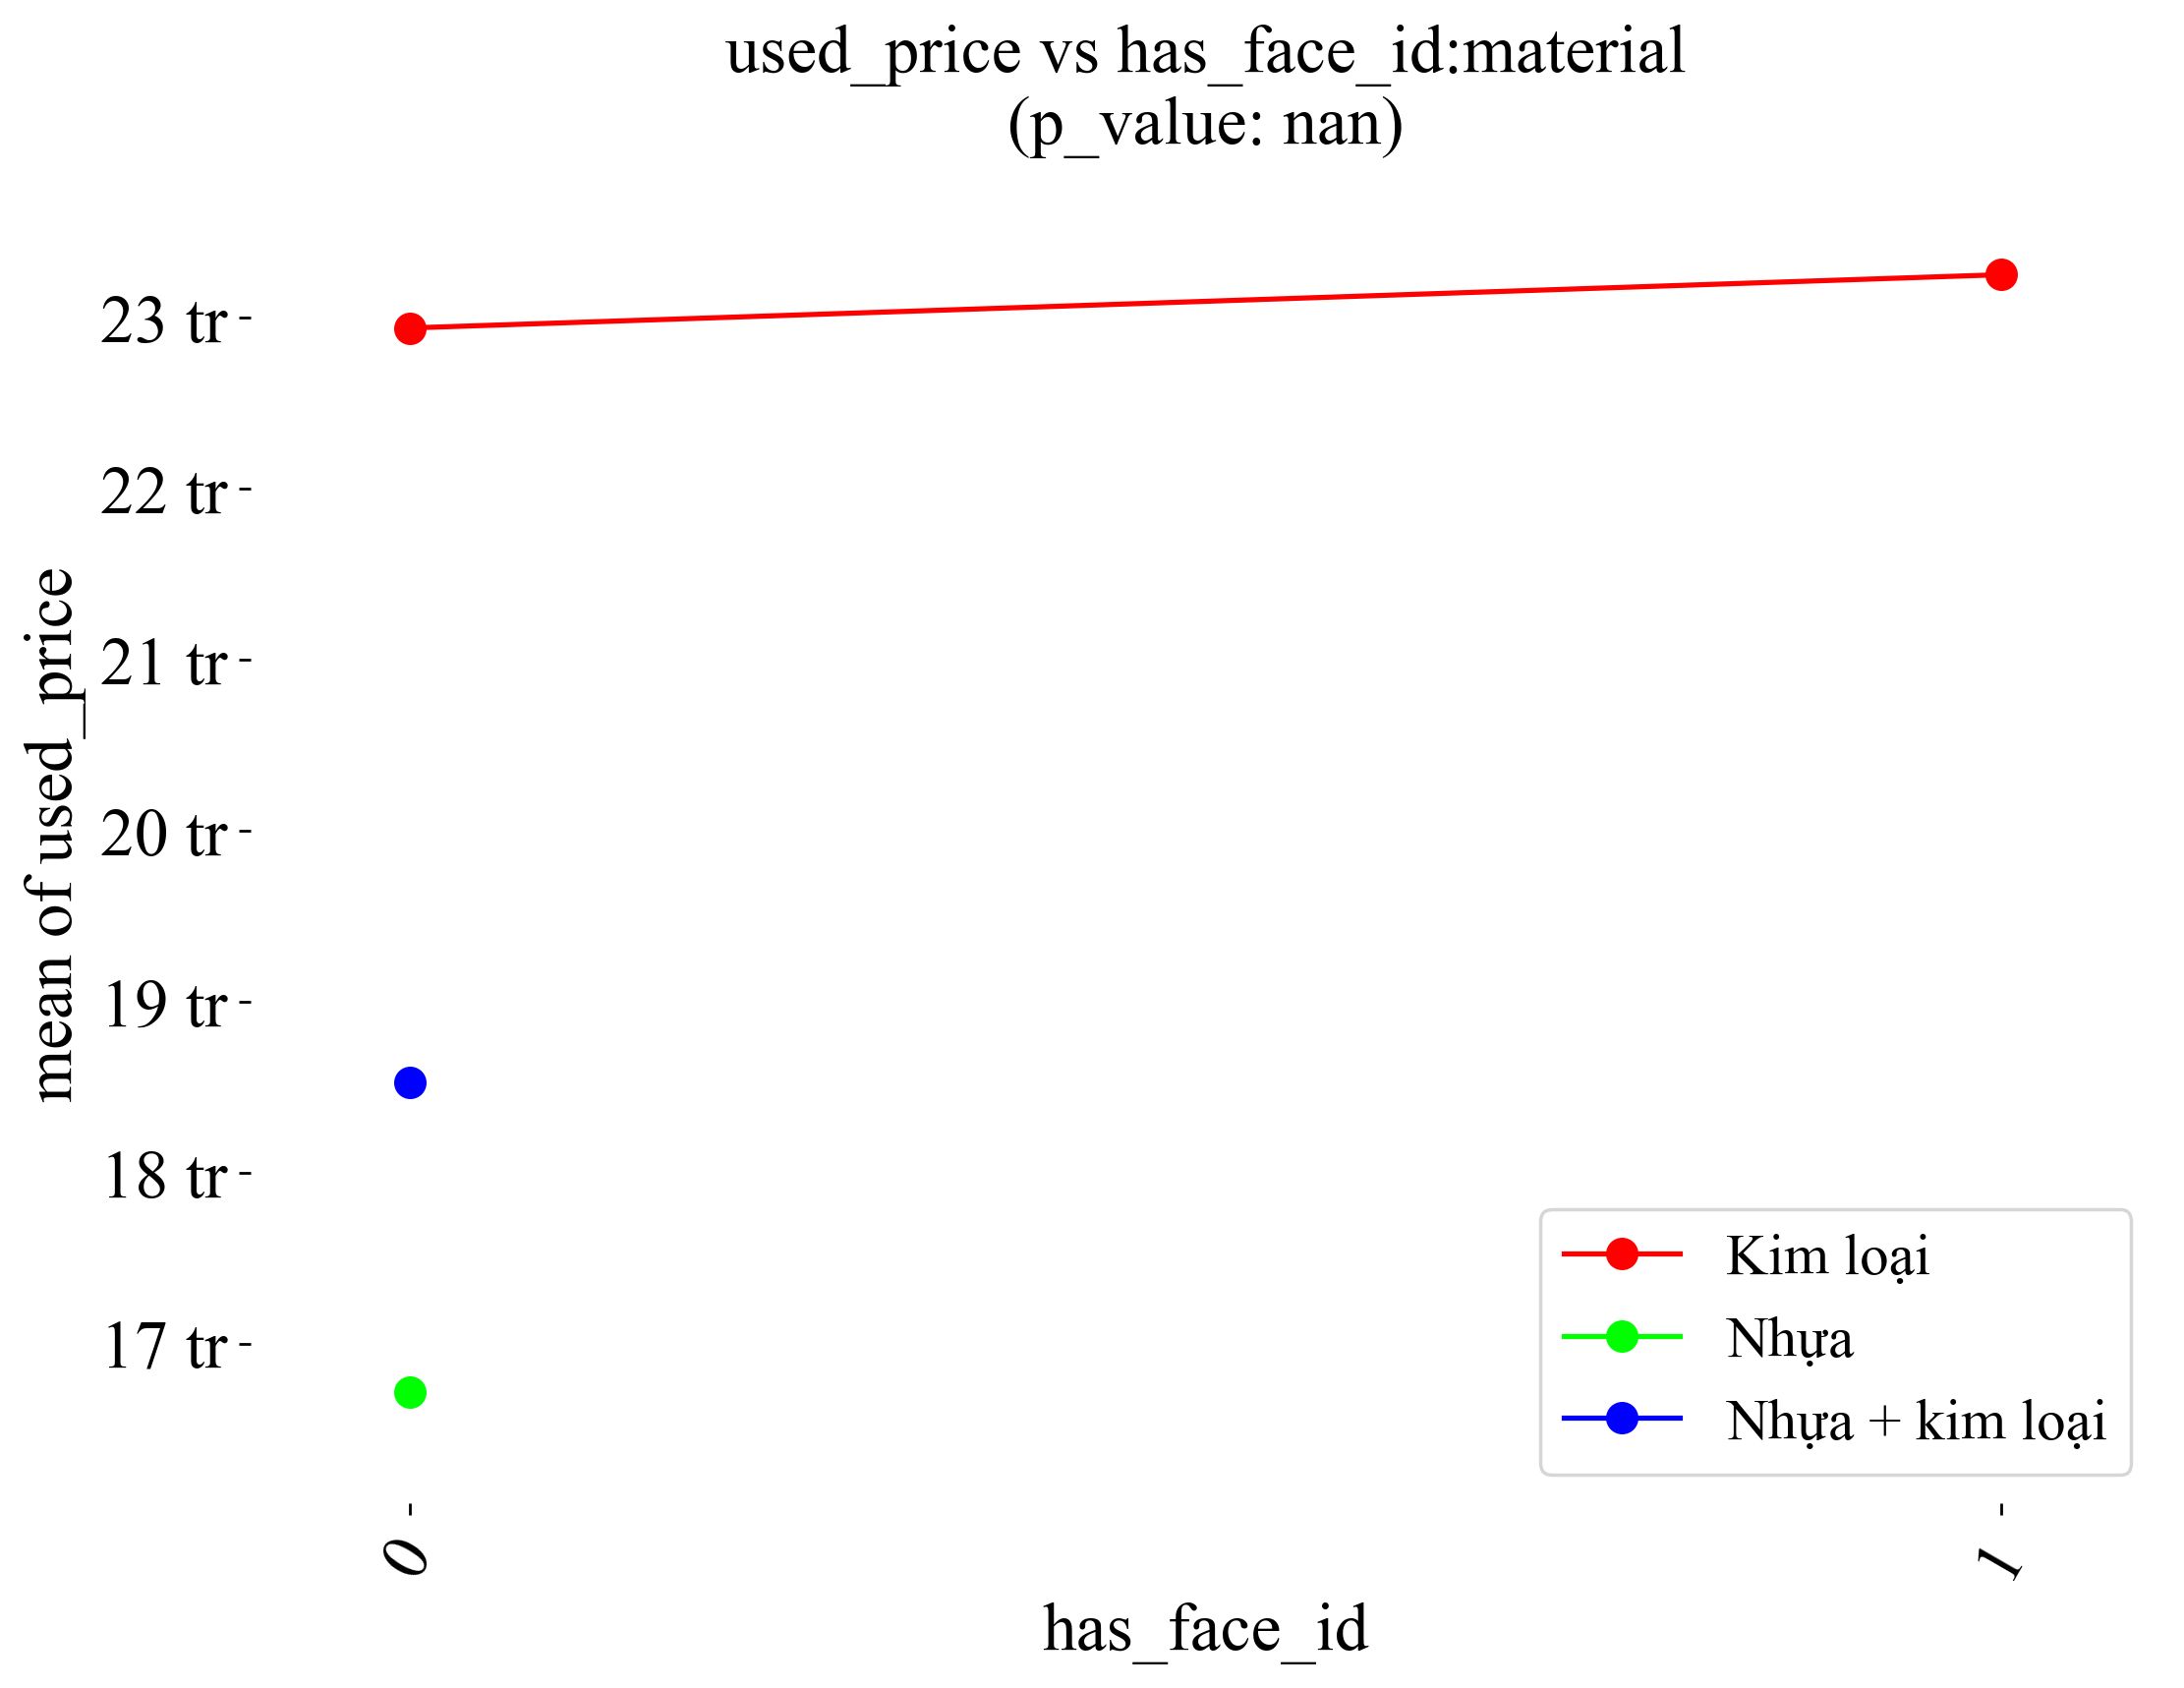 used_price vs has_face_id:material
(p_value: nan)
23 tr
22 tr
21 tr
20 tr
19 tr
18 tr
17 tr
mean of used_price
Kim loại
Nhựa
Nhựa + kim loại
0
1
has_face_id